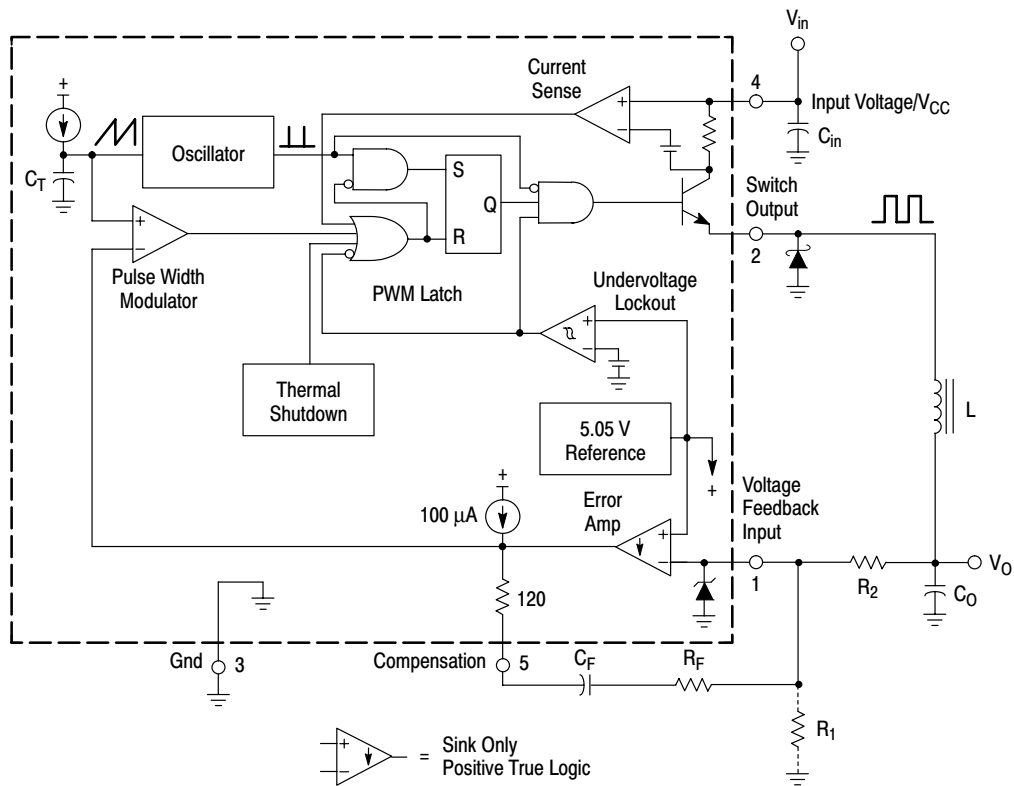 V_in
Current
Sense
4
Input Voltage/V_CC
C_in
+
Oscillator
C_T
+
−
S
Q
R
+
−
Switch
Output
2
Pulse Width
Modulator
PWM Latch
Undervoltage
Lockout
+
−
Thermal
Shutdown
5.05 V
Reference
L
+
+
100 µA
Error
Amp
+
−
Voltage
Feedback
Input
1
R_2
V_O
C_O
120
Gnd
3
Compensation
5
C_F
R_F
R_1
+
−
= Sink Only
Positive True Logic